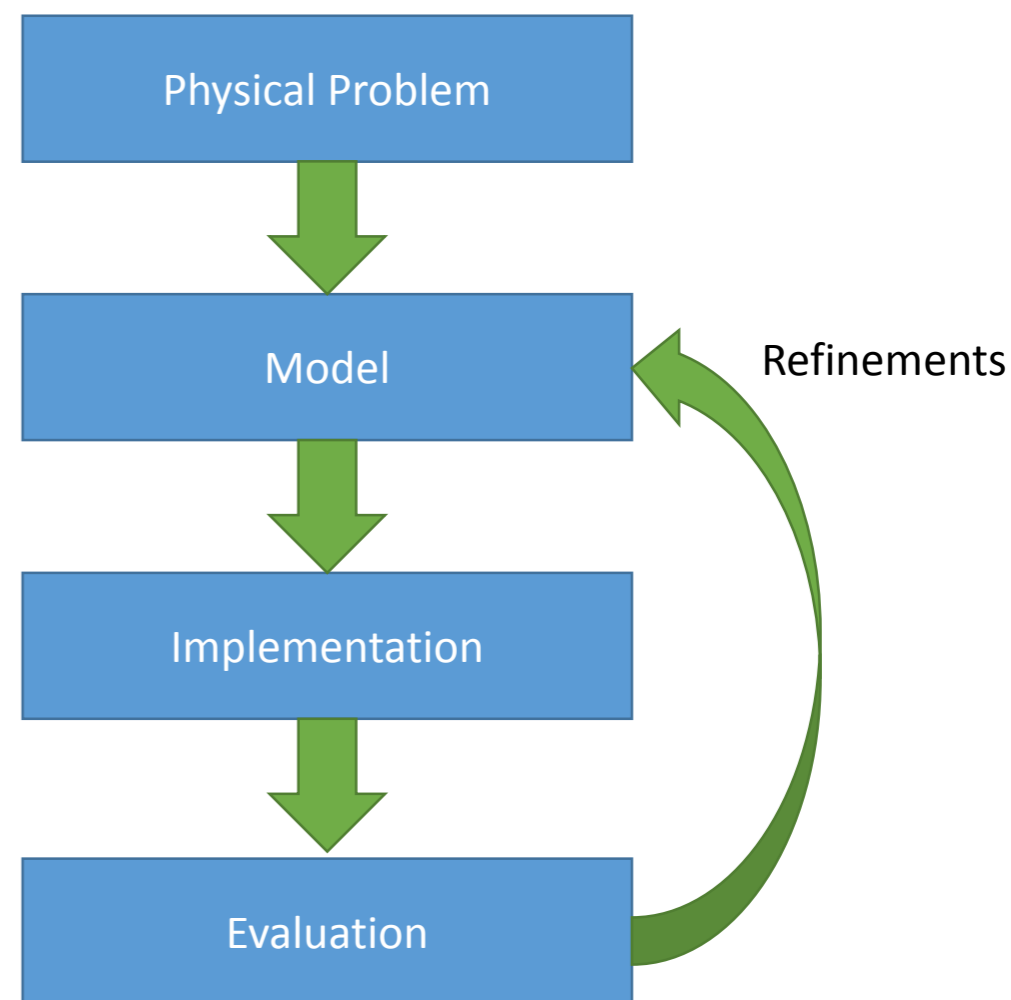 Physical Problem
Model
Refinements
Implementation
Evaluation